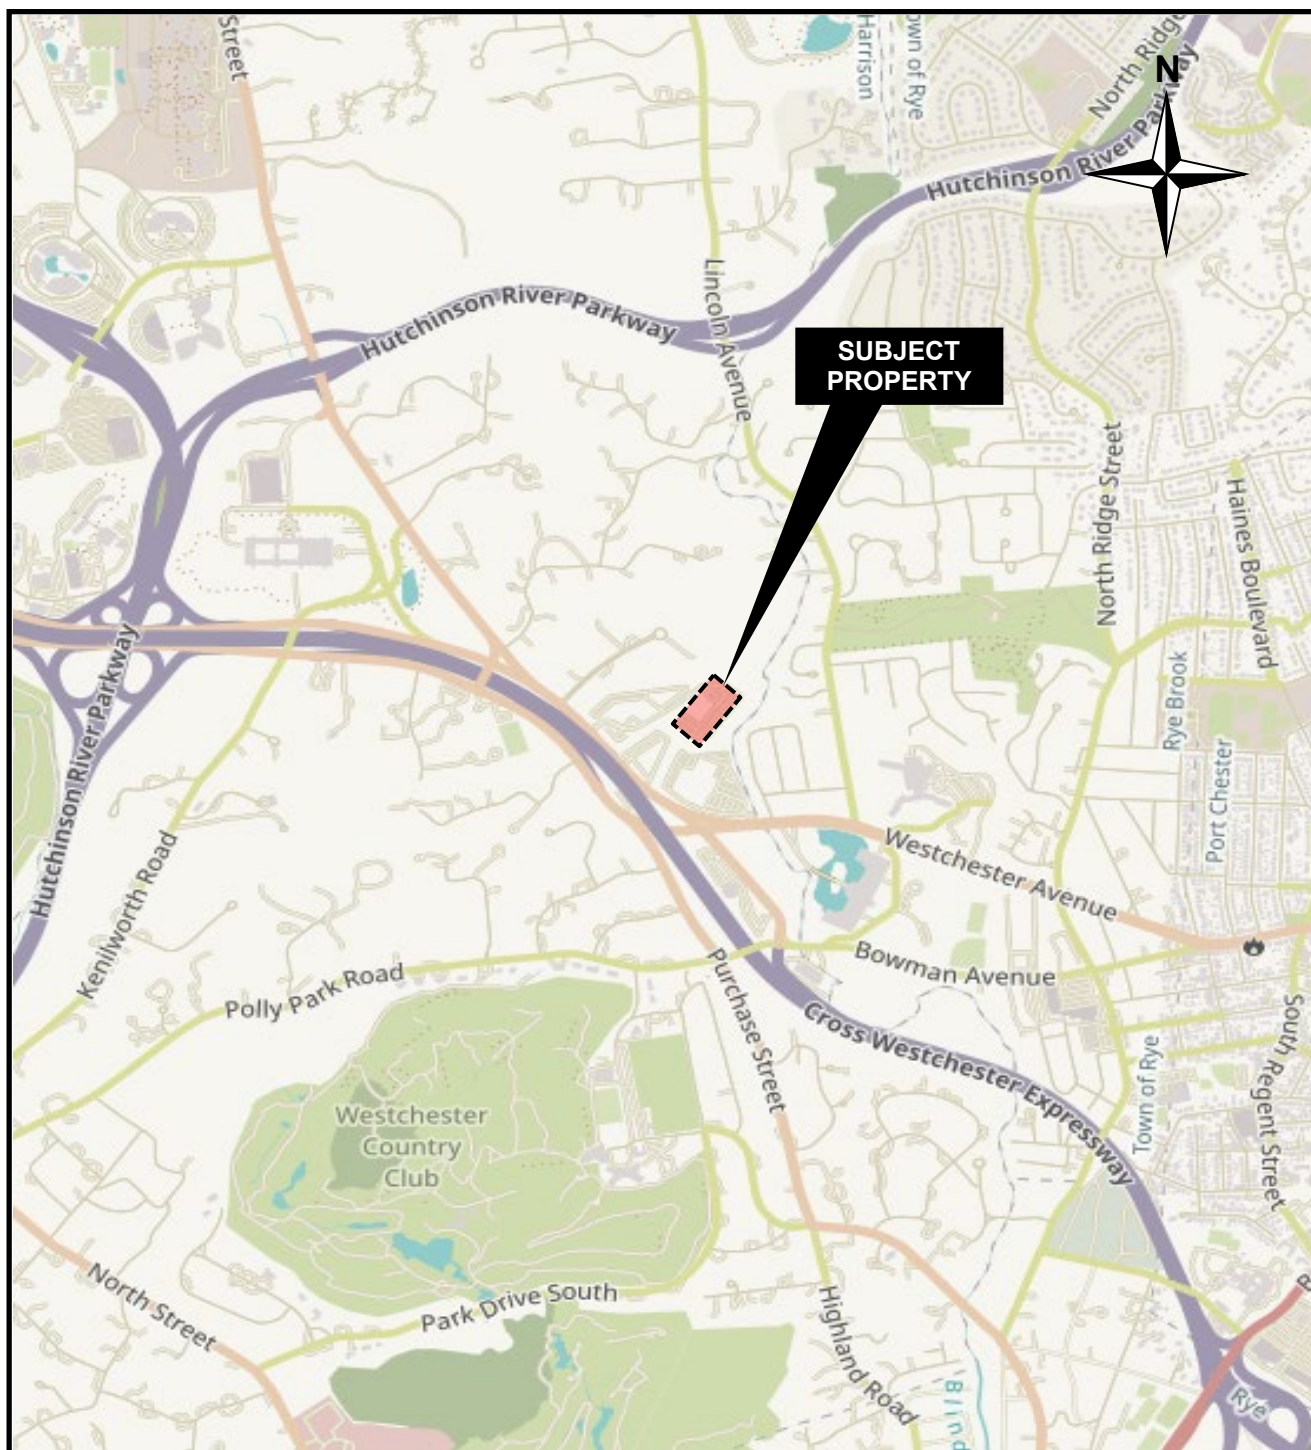 Street
Harrison
own of Rye
North Ridge
N
Hutchinson River Parkway
Hutchinson River Parkway
Lincoln Avenue
SUBJECT
PROPERTY
North Ridge Street
Haines Boulevard
Hutchinson River Parkway
Rye Brook
Port Chester
Kenilworth Road
Westchester Avenue
Bowman Avenue
Polly Park Road
Purchase Street
Cross Westchester Expressway
South Regent Street
Town of Rye
Westchester
Country
Club
North Street
Park Drive South
Highland Road
Blind
Rye
B